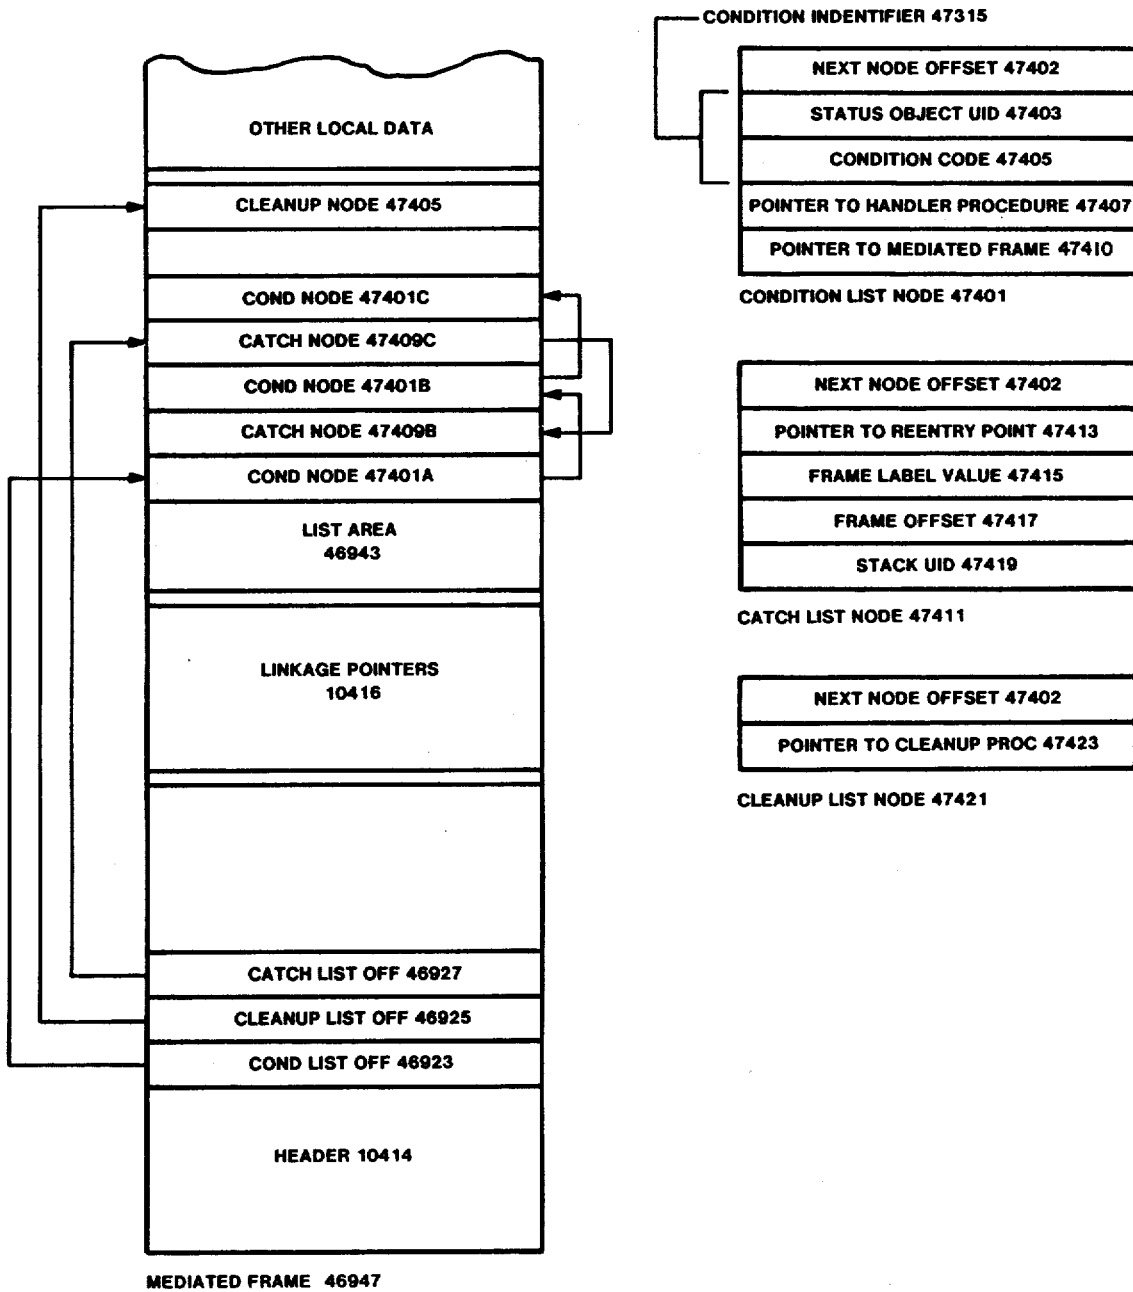 CONDITION INDENTIFIER 47315
OTHER LOCAL DATA
CLEANUP NODE 47405
COND NODE 47401C
CATCH NODE 47409C
COND NODE 47401B
CATCH NODE 47409B
COND NODE 47401A
LIST AREA
46943
LINKAGE POINTERS
10416
CATCH LIST OFF 46927
CLEANUP LIST OFF 46925
COND LIST OFF 46923
HEADER 10414
MEDIATED FRAME 46947
NEXT NODE OFFSET 47402
STATUS OBJECT UID 47403
CONDITION CODE 47405
POINTER TO HANDLER PROCEDURE 47407
POINTER TO MEDIATED FRAME 47410
CONDITION LIST NODE 47401
NEXT NODE OFFSET 47402
POINTER TO REENTRY POINT 47413
FRAME LABEL VALUE 47415
FRAME OFFSET 47417
STACK UID 47419
CATCH LIST NODE 47411
NEXT NODE OFFSET 47402
POINTER TO CLEANUP PROC 47423
CLEANUP LIST NODE 47421